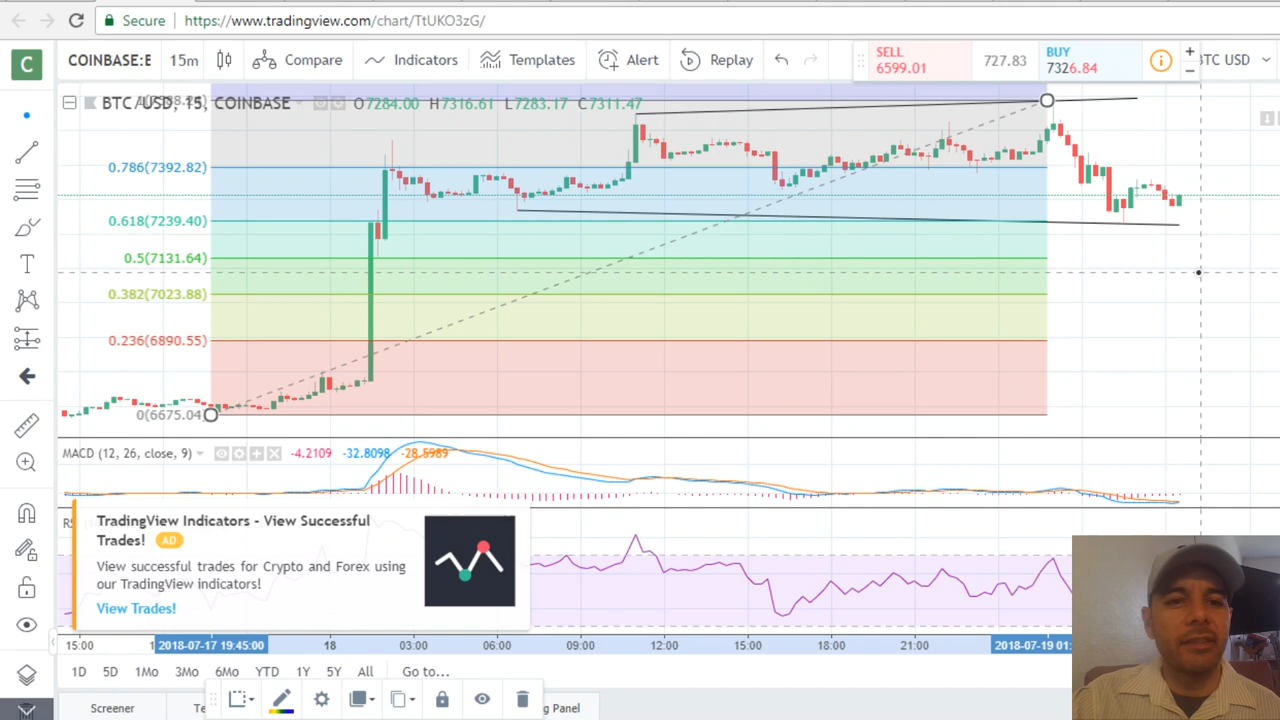 Secure https://www.tradingview.com/chart/TtUKO3zG/
C COINBASE:E 15m Compare Indicators Templates Alert Replay
SELL
6599.01
727.83
BUY
7326.84
BTC USD
BTC / USD, 15, COINBASE O7284.00 H7316.61 L7283.17 C7311.47
0.786(7392.82)
0.618(7239.40)
0.5(7131.64)
0.382(7023.88)
0.236(6890.55)
0(6675.04)
MACD (12, 26, close, 9) -4.2109 -32.8098 -28.5989
TradingView Indicators - View Successful
Trades! AD
View successful trades for Crypto and Forex using
our TradingView indicators!
View Trades!
15:00 2018-07-17 19:45:00 18 03:00 06:00 09:00 12:00 15:00 18:00 21:00 2018-07-19 01:
1D 5D 1Mo 3Mo 6Mo YTD 1Y 5Y All Go to...
Screener Te g Panel